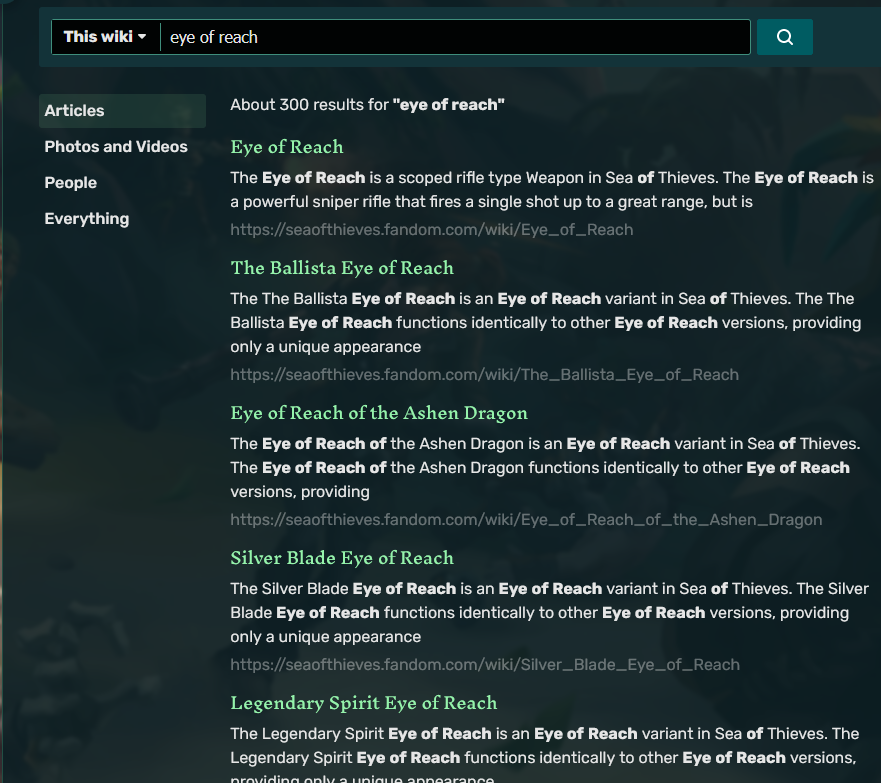 This wiki
eye of reach
Articles
Photos and Videos
People
Everything
About 300 results for "eye of reach"
Eye of Reach
The Eye of Reach is a scoped rifle type Weapon in Sea of Thieves. The Eye of Reach is
a powerful sniper rifle that fires a single shot up to a great range, but is
https://seaofthieves.fandom.com/wiki/Eye_of_Reach
The Ballista Eye of Reach
The The Ballista Eye of Reach is an Eye of Reach variant in Sea of Thieves. The The
Ballista Eye of Reach functions identically to other Eye of Reach versions, providing
only a unique appearance
https://seaofthieves.fandom.com/wiki/The_Ballista_Eye_of_Reach
Eye of Reach of the Ashen Dragon
The Eye of Reach of the Ashen Dragon is an Eye of Reach variant in Sea of Thieves.
The Eye of Reach of the Ashen Dragon functions identically to other Eye of Reach
versions, providing
https://seaofthieves.fandom.com/wiki/Eye_of_Reach_of_the_Ashen_Dragon
Silver Blade Eye of Reach
The Silver Blade Eye of Reach is an Eye of Reach variant in Sea of Thieves. The Silver
Blade Eye of Reach functions identically to other Eye of Reach versions, providing
only a unique appearance
https://seaofthieves.fandom.com/wiki/Silver_Blade_Eye_of_Reach
Legendary Spirit Eye of Reach
The Legendary Spirit Eye of Reach is an Eye of Reach variant in Sea of Thieves. The
Legendary Spirit Eye of Reach functions identically to other Eye of Reach versions,
providing only a unique appearance